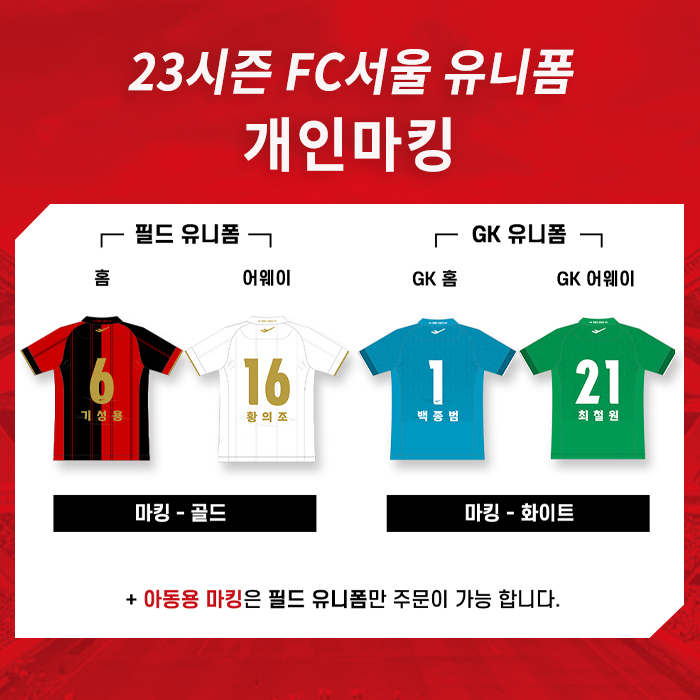 23시즌 FC서울 유니폼
개인마킹
필드 유니폼
GK 유니폼
홈
어웨이
GK 홈
GK 어웨이
6
기성용
16
황의조
1
백종범
21
최철원
마킹 - 골드
마킹 - 화이트
+ 아동용 마킹은 필드 유니폼만 주문이 가능 합니다.